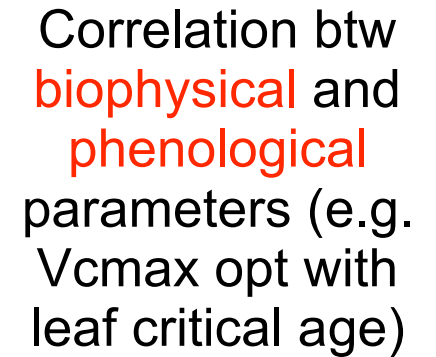 Correlation btw
biophysical and
phenological
parameters (e.g.
Vcmax opt with
leaf critical age)